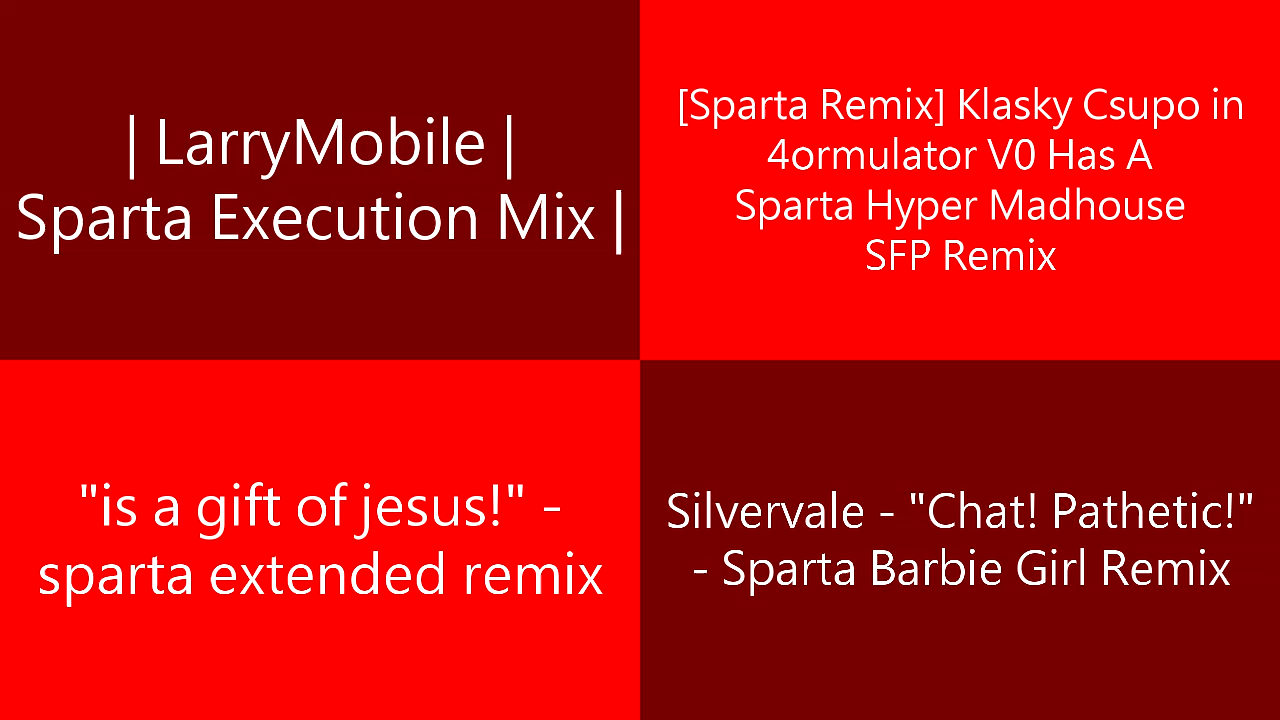 | LarryMobile |
Sparta Execution Mix |
[Sparta Remix] Klasky Csupo in
4ormulator V0 Has A
Sparta Hyper Madhouse
SFP Remix
"is a gift of jesus!" -
sparta extended remix
Silvervale - "Chat! Pathetic!"
- Sparta Barbie Girl Remix